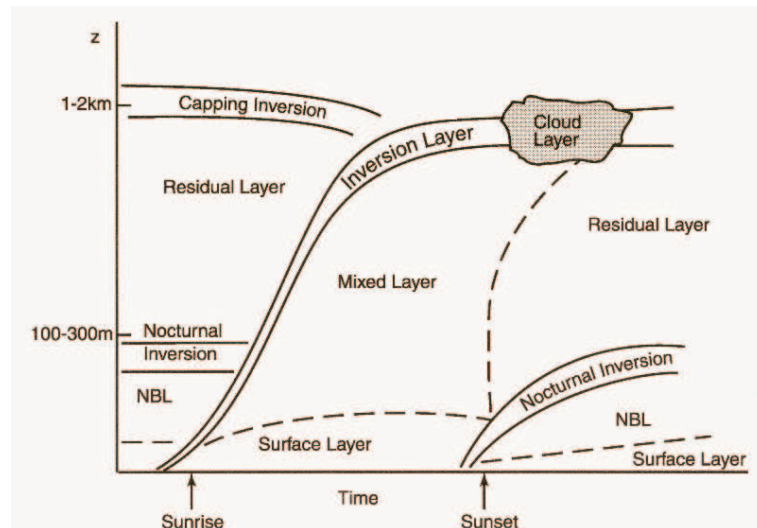 z
1-2km
Capping Inversion
Cloud
Layer
Inversion Layer
Residual Layer
Residual Layer
Mixed Layer
100-300m
Nocturnal
Inversion
Nocturnal Inversion
NBL
NBL
Surface Layer
Surface Layer
Time
Sunrise
Sunset